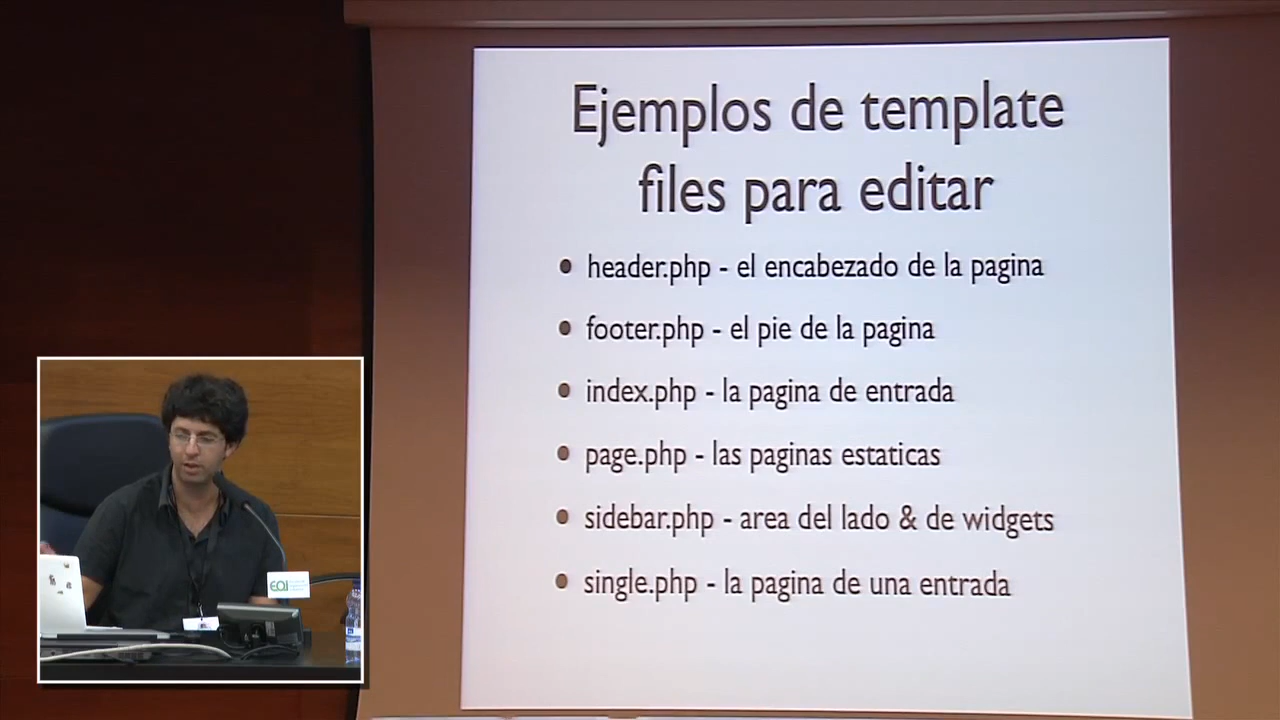 Ejemplos de template
files para editar
• header.php - el encabezado de la pagina
• footer.php - el pie de la pagina
• index.php - la pagina de entrada
• page.php - las paginas estaticas
• sidebar.php - area del lado & de widgets
• single.php - la pagina de una entrada
EOI